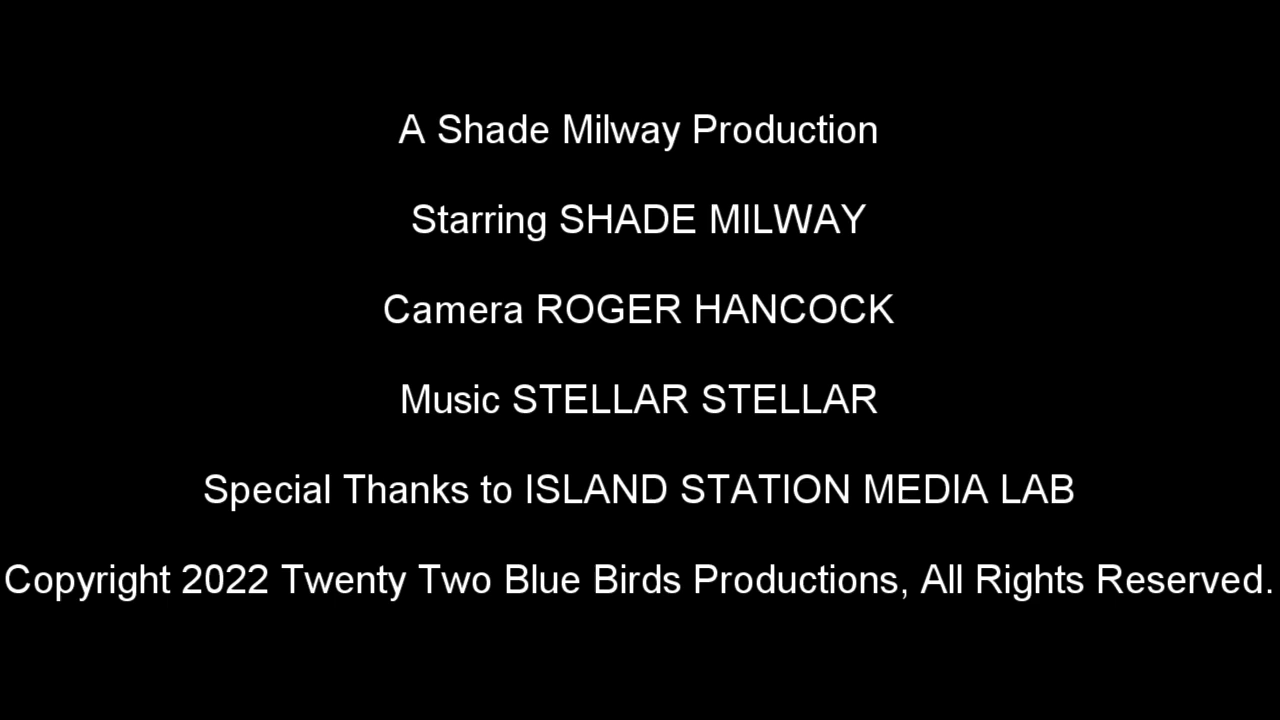 A Shade Milway Production
Starring SHADE MILWAY
Camera ROGER HANCOCK
Music STELLAR STELLAR
Special Thanks to ISLAND STATION MEDIA LAB
Copyright 2022 Twenty Two Blue Birds Productions, All Rights Reserved.